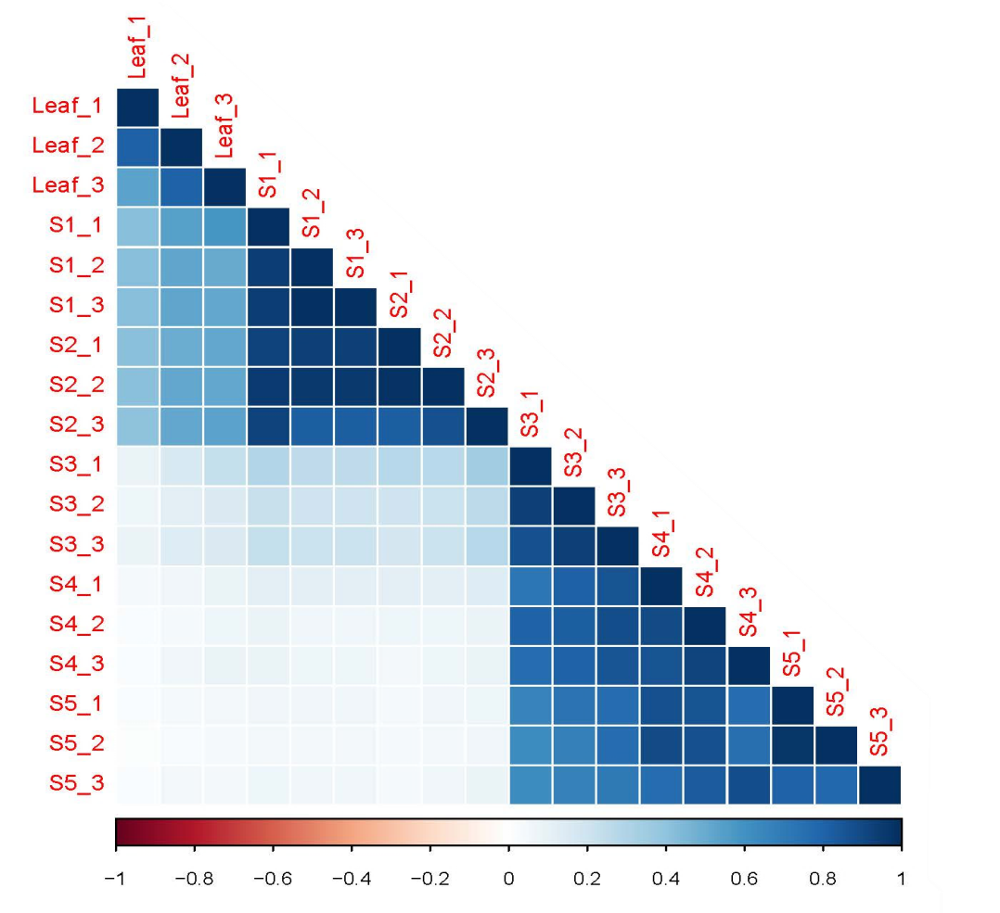 Leaf_1
Leaf_2
Leaf_3
S1_1
S1_2
S1_3
S2_1
S2_2
S2_3
S3_1
S3_2
S3_3
S4_1
S4_2
S4_3
S5_1
S5_2
S5_3
Leaf_1
Leaf_2
Leaf_3
S1_1
S1_2
S1_3
S2_1
S2_2
S2_3
S3_1
S3_2
S3_3
S4_1
S4_2
S4_3
S5_1
S5_2
S5_3
−1 −0.8 −0.6 −0.4 −0.2 0 0.2 0.4 0.6 0.8 1